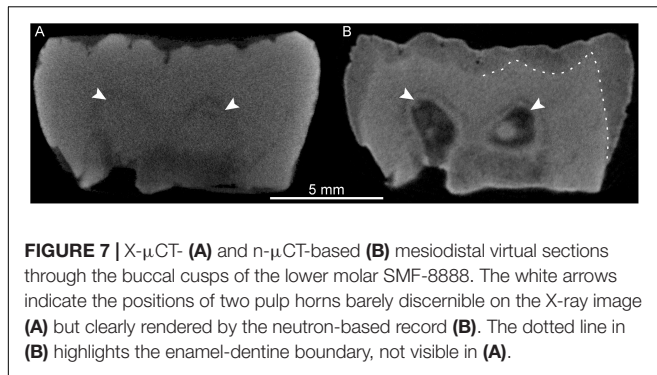 A
B
5 mm
FIGURE 7 | X-μCT- (A) and n-μCT-based (B) mesiodistal virtual sections
through the buccal cusps of the lower molar SMF-8888. The white arrows
indicate the positions of two pulp horns barely discernible on the X-ray image
(A) but clearly rendered by the neutron-based record (B). The dotted line in
(B) highlights the enamel-dentine boundary, not visible in (A).